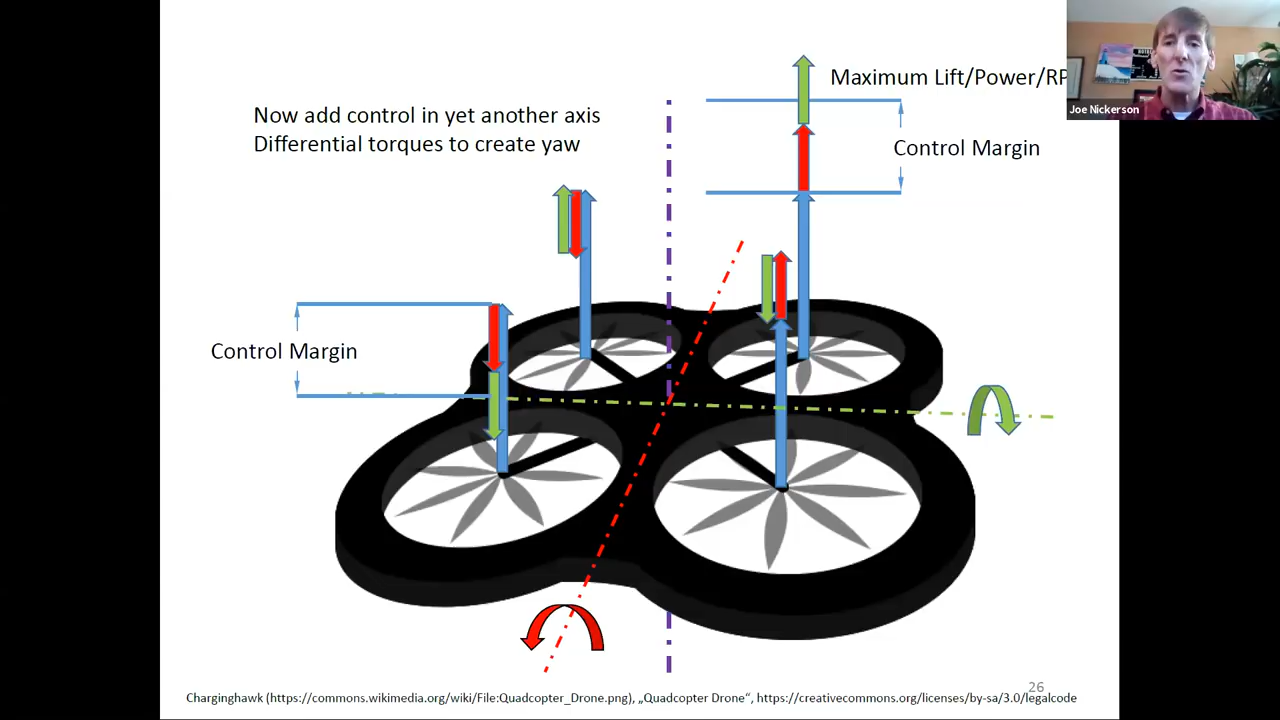 Now add control in yet another axis
Differential torques to create yaw
Maximum Lift/Power/RP
Joe Nickerson
Control Margin
Control Margin
26
Charginghawk (https://commons.wikimedia.org/wiki/File:Quadcopter_Drone.png), „Quadcopter Drone“, https://creativecommons.org/licenses/by-sa/3.0/legalcode